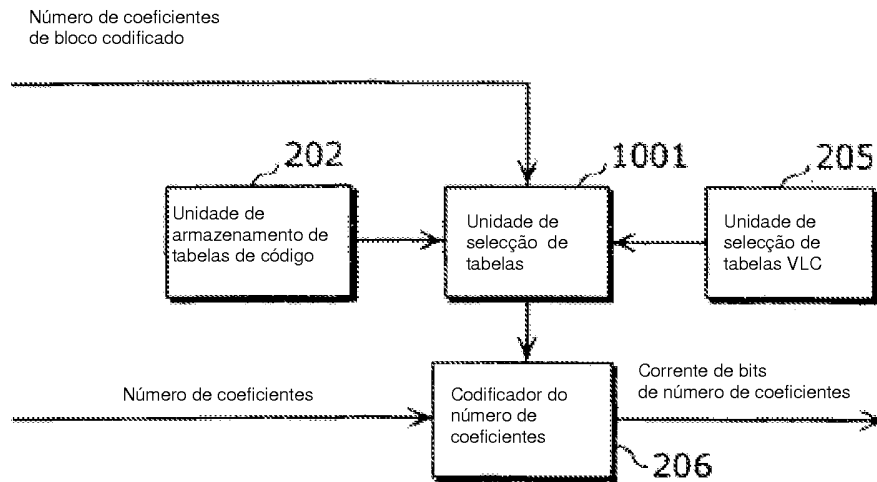 Número de coeficientes
de bloco codificado
202
1001
205
Unidade de
armazenamento de
tabelas de código
Unidade de
selecção de
tabelas
Unidade de
selecção de
tabelas VLC
Número de coeficientes
Codificador do
número de
coeficientes
Corrente de bits
de número de coeficientes
206